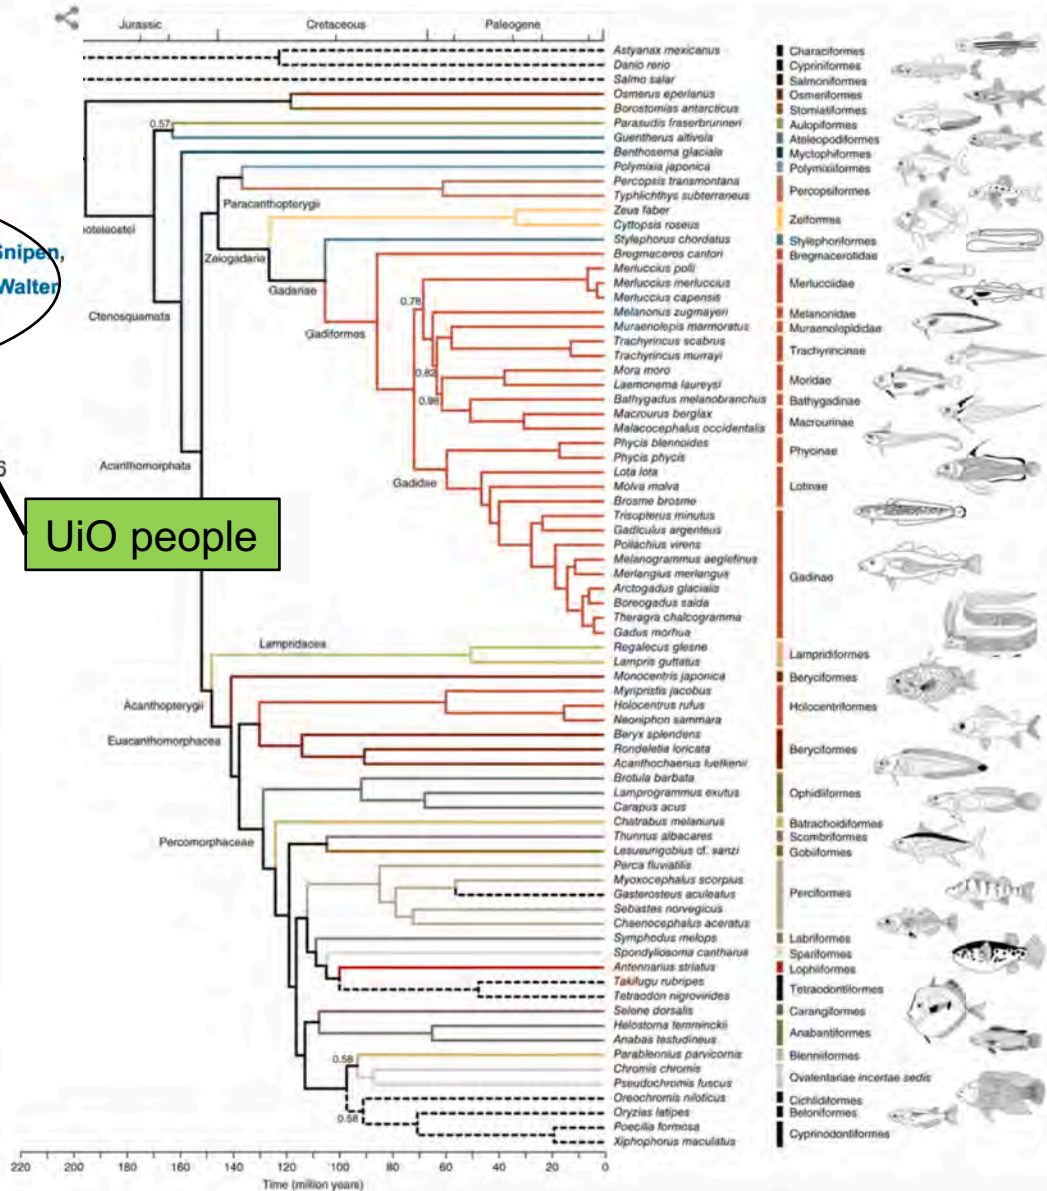 Jurassic Cretaceous Paleogene
Astyanax mexicanus Characiformes
Danio rerio Cypriniformes
Salmo salar Salmoniformes
Osmerus eperlanus Osmeriformes
Borostomias antarcticus Stomiatiformes
0.57 Parasudis fraserbrunneri Aulopiformes
Guentherus altivela Ateleopodiformes
Benthosema glaciale Myctophiformes
Polymixia japonica Polymixiiformes
Percopsis transmontana Percopsiformes
Typhlichthys subterraneus
Paracanthopterygii
Zeus faber Zeiformes
Cyttopsis roseus
oteleostei
Snipen,
Stylephorus chordatus Stylephoriformes
Zeiogadaria
Bregmaceros cantori Bregmacerotidae
Merluccius polli
Walter
Merluccius merluccius Merlucciidae
Gadariae
Merluccius capensis
0.78
Ctenosquamata
Melanonus zugmayeri Melanonidae
Muraenolepis marmoratus Muraenolepididae
Gadiformes
Trachyrincus scabrus Trachyrincinae
Trachyrincus murrayi
Mora moro Moridae
0.82
Laemonema laureysi
0.98
Bathygadus melanobranchus Bathygadinae
Macrourus berglax Macrourinae
Malacocephalus occidentalis
Phycis blennoides Phycinae
Phycis phycis
Acanthomorphata
6
Lota lota
Gadidae
Molva molva Lotinae
Brosme brosme
Trisopterus minutus
UiO people
Gadiculus argenteus
Pollachius virens
Melanogrammus aeglefinus
Merlangius merlangus Gadinae
Arctogadus glacialis
Boreogadus saida
Theragra chalcogramma
Gadus morhua
Lampridacea
Regalecus glesne Lampridiformes
Lampris guttatus
Monocentris japonica Beryciformes
Myripristis jacobus
Acanthopterygii
Holocentrus rufus Holocentriformes
Neoniphon sammara
Euacanthomorphacea
Beryx splendens
Rondeletia loricata Beryciformes
Acanthochaenus luetkenii
Brotula barbata
Lamprogrammus exutus Ophidiiformes
Carapus acus
Chatrabus melanurus Batrachoidiformes
Percomorphaceae
Thunnus albacares Scombriformes
Lesueurigobius cf. sanzi Gobiiformes
Perca fluviatilis
Myoxocephalus scorpius
Gasterosteus aculeatus Perciformes
Sebastes norvegicus
Chaenocephalus aceratus
Symphodus melops Labriformes
Spondyliosoma cantharus Spariformes
Antennarius striatus Lophiiformes
Takifugu rubripes Tetraodontiformes
Tetraodon nigrovirides
Selene dorsalis Carangiformes
Helostoma temminckii Anabantiformes
Anabas testudineus
0.58 Parablennius parvicornis Blenniiformes
Chromis chromis Ovalentariae incertae sedis
Pseudochromis fuscus
Oreochromis niloticus Cichlidiformes
0.58 Oryzias latipes Beloniformes
Poecilia formosa Cyprinodontiformes
Xiphophorus maculatus
220 200 180 160 140 120 100 80 60 40 20 0
Time (million years)